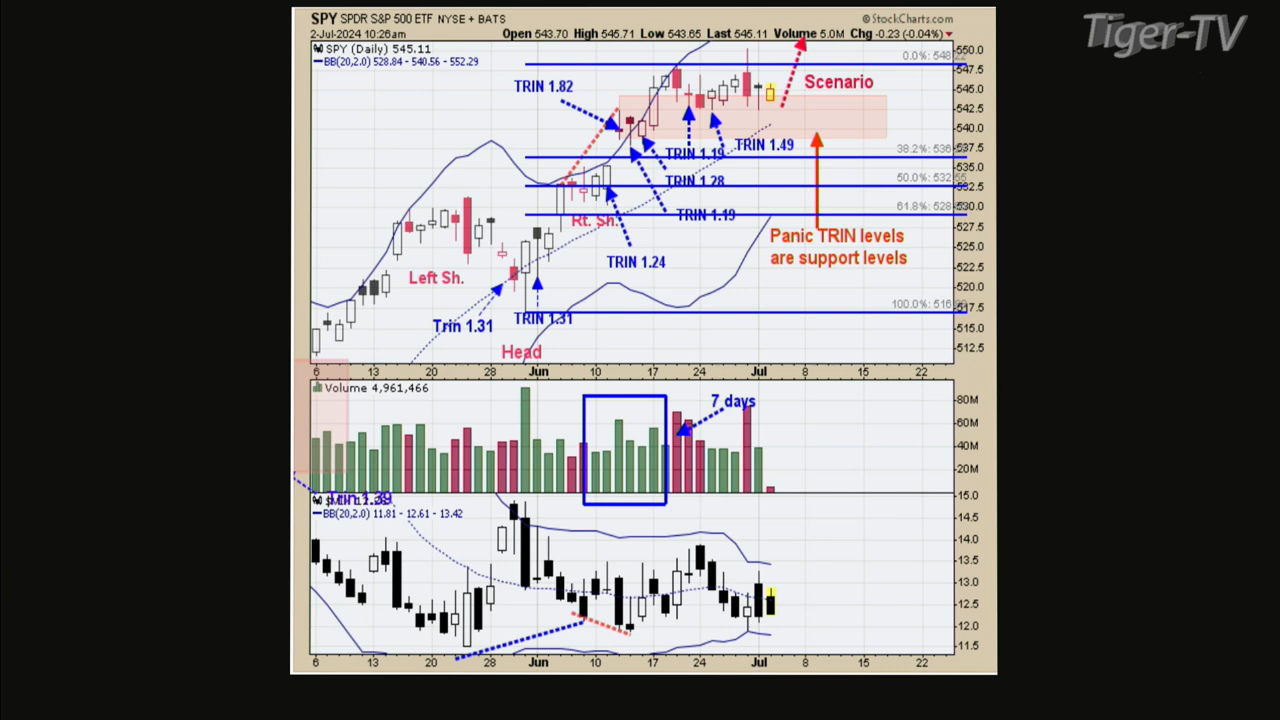 Tiger-TV
SPY SPDR S&P 500 ETF NYSE + BATS
© StockCharts.com
2-Jul-2024 10:26am
Open 543.70 High 545.71 Low 543.65 Last 545.11 Volume 5.0M Chg -0.23 (-0.04%)
SPY (Daily) 545.11
BB(20,2.0) 528.84 - 540.56 - 552.29
0.0%: 548
TRIN 1.82
Scenario
TRIN 1.19
TRIN 1.49
38.2%: 536
TRIN 1.28
50.0%: 532
61.8%: 528
TRIN 1.19
Rt. Sh.
Panic TRIN levels
are support levels
TRIN 1.24
Left Sh.
100.0%: 516
Trin 1.31
TRIN 1.31
Head
550.0
547.5
545.0
542.5
540.0
537.5
535.0
532.5
530.0
527.5
525.0
522.5
520.0
517.5
515.0
512.5
6 13 20 28 Jun 10 17 24 Jul 8 15 22
Volume 4,961,466
7 days
80M
60M
40M
20M
Trin 1.39
BB(20,2.0) 11.81 - 12.61 - 13.42
15.0
14.5
14.0
13.5
13.0
12.5
12.0
11.5
6 13 20 28 Jun 10 17 24 Jul 8 15 22